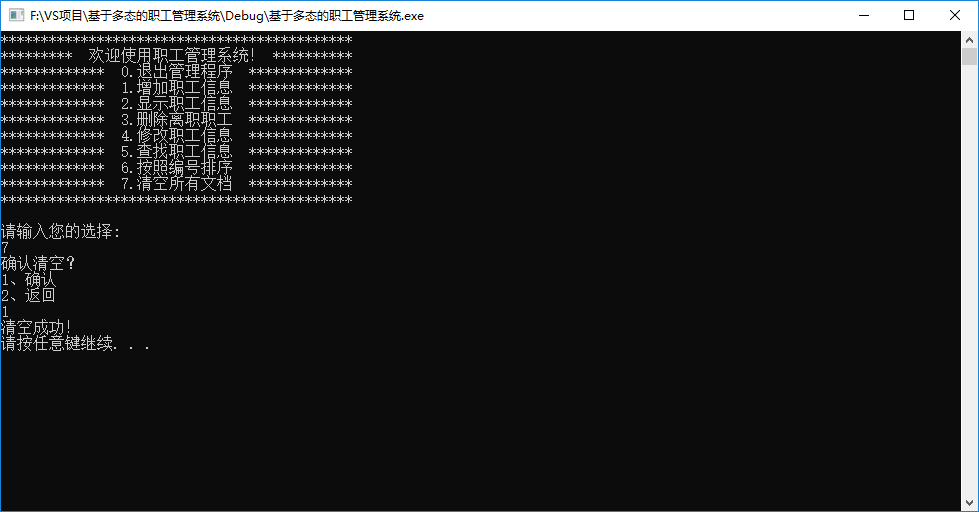 F:\VS项目\基于多态的职工管理系统\Debug\基于多态的职工管理系统.exe
********************************************
*********  欢迎使用职工管理系统!  **********
*************  0.退出管理程序  *************
*************  1.增加职工信息  *************
*************  2.显示职工信息  *************
*************  3.删除离职职工  *************
*************  4.修改职工信息  *************
*************  5.查找职工信息  *************
*************  6.按照编号排序  *************
*************  7.清空所有文档  *************
********************************************
请输入您的选择:
7
确认清空？
1、确认
2、返回
1
清空成功!
请按任意键继续. . .